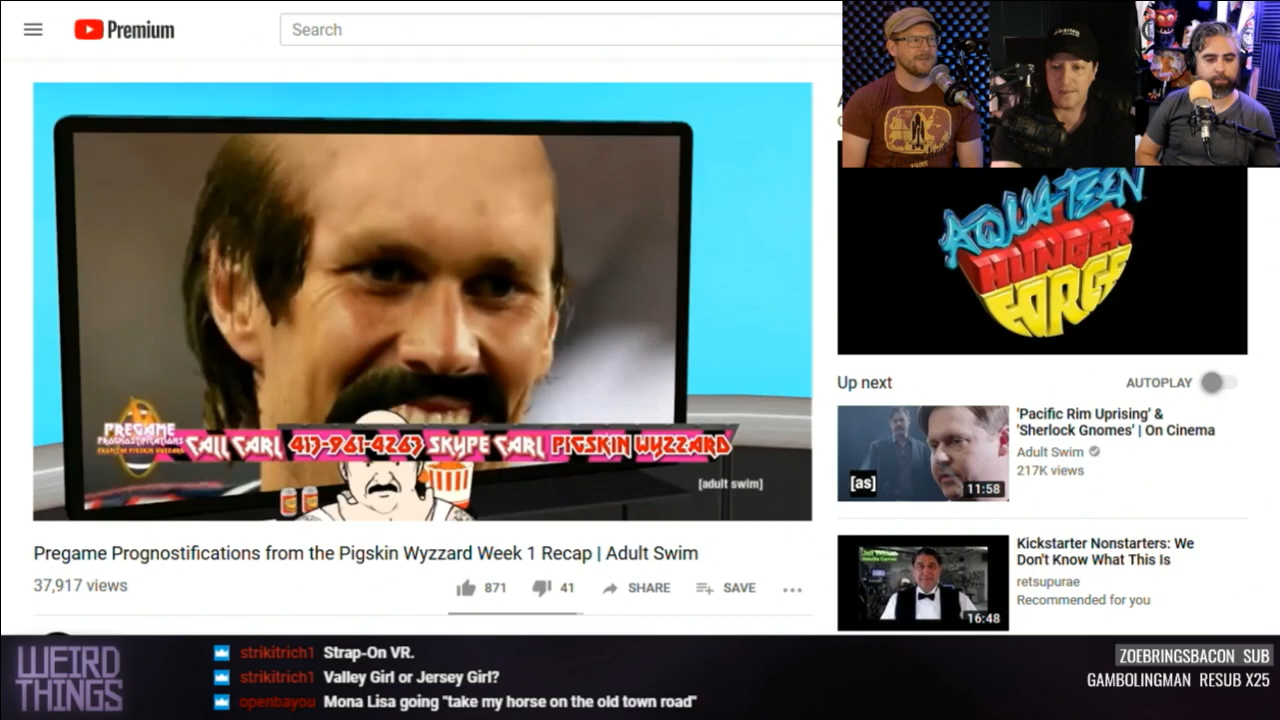 Premium
Search
AQUA TEEN
HUNGER
FORCE
PREGAME
PROGNOSTIFICATIONS
CALL CARL 413-961-4263 SKYPE CARL PIGSKIN WYZZARD
[adult swim]
Up next
AUTOPLAY
'Pacific Rim Uprising' &
'Sherlock Gnomes' | On Cinema
Adult Swim
217K views
[as]
11:58
Pregame Prognostifications from the Pigskin Wyzzard Week 1 Recap | Adult Swim
37,917 views
871
41
SHARE
SAVE
Kickstarter Nonstarters: We
Don't Know What This Is
retsupurae
Recommended for you
16:48
WEIRD
THINGS
strikitrich1 Strap-On VR.
strikitrich1 Valley Girl or Jersey Girl?
openbayou Mona Lisa going "take my horse on the old town road"
ZOEBRINGSBACON SUB
GAMBOLINGMAN RESUB X25